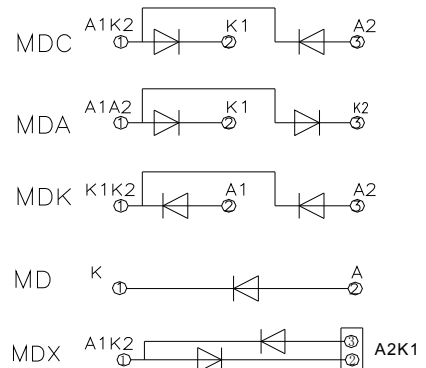 MDC A1K2 K1 A2
1 2 3
MDA A1A2 K1 K2
1 2 3
MDK K1K2 A1 A2
1 2 3
MD K A
1 2
3
MDX A1K2 A2K1
1 2